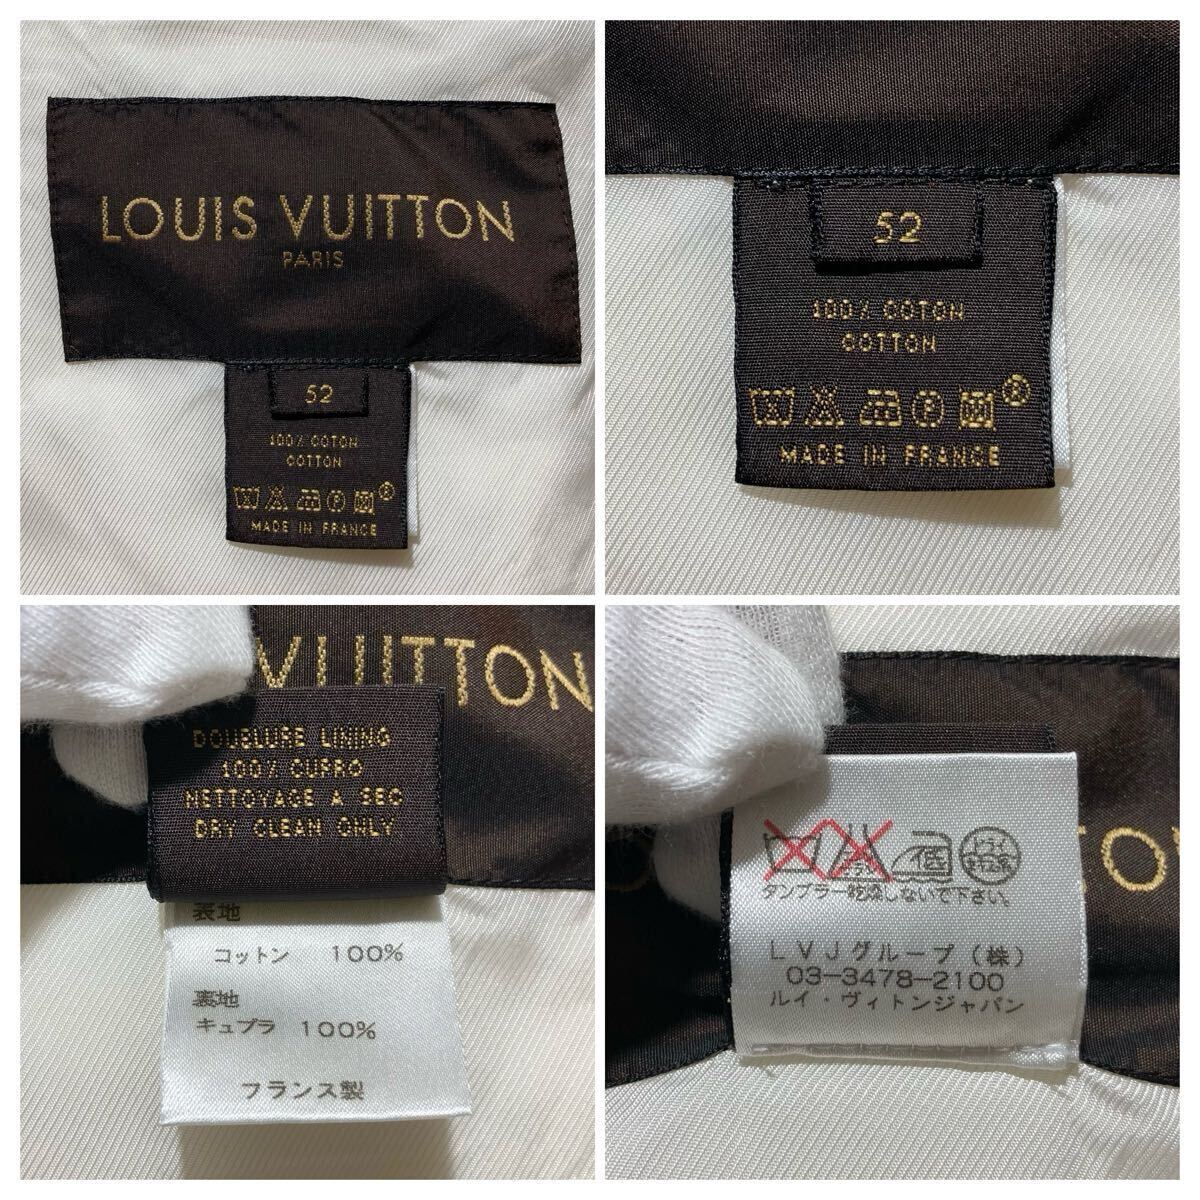 LOUIS VUITTON
PARIS
52
100% COTON
COTTON
MADE IN FRANCE
52
100% COTON
COTTON
MADE IN FRANCE
VUITTON
DOUBLURE LINING
100% CUPRO
NETTOYAGE A SEC
DRY CLEAN ONLY
表地
コットン 100%
裏地
キュプラ 100%
フランス製
低
ドライ
タンブラー乾燥しないで下さい。
LVJグループ(株)
03-3478-2100
ルイ・ヴィトンジャパン
TO